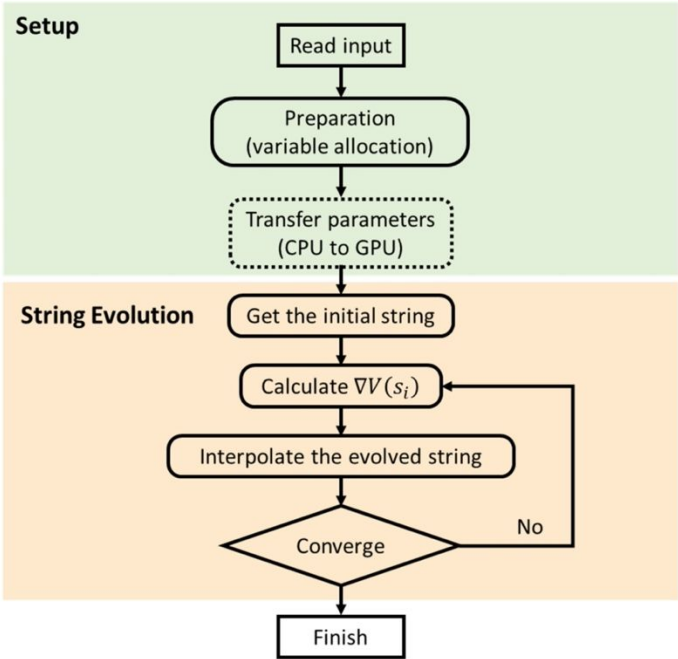 Setup
Read input
Preparation
(variable allocation)
Transfer parameters
(CPU to GPU)
String Evolution
Get the initial string
Calculate ∇V(sᵢ)
Interpolate the evolved string
Converge
No
Finish